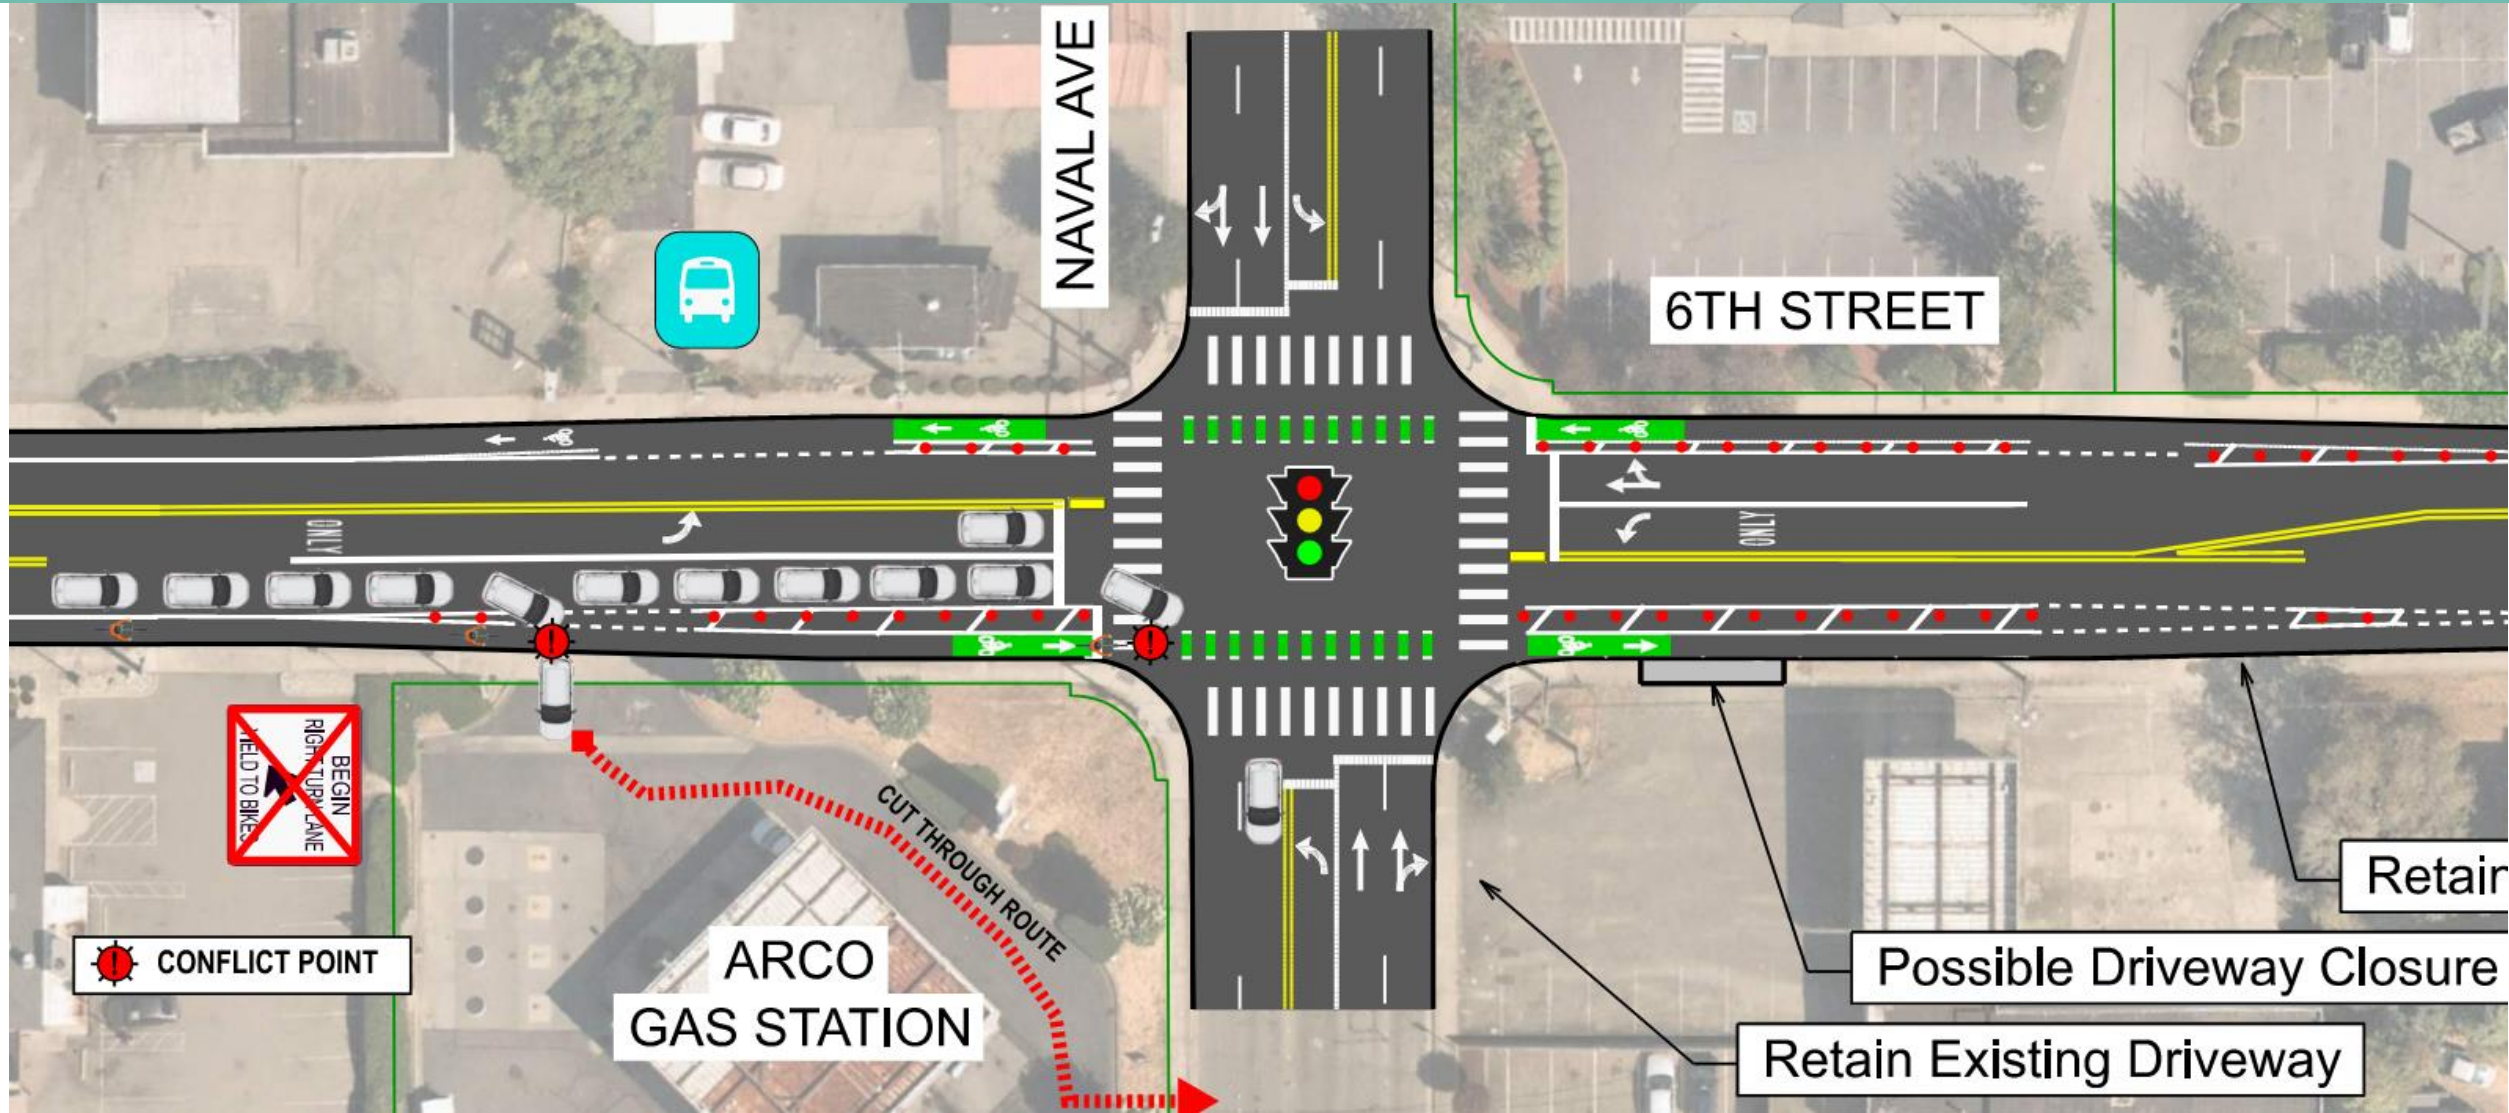 NAVAL AVE
6TH STREET
ONLY
ONLY
BEGIN
RIGHT TURN LANE
YIELD TO BIKES
CUT THROUGH ROUTE
CONFLICT POINT
ARCO
GAS STATION
Retain
Possible Driveway Closure
Retain Existing Driveway